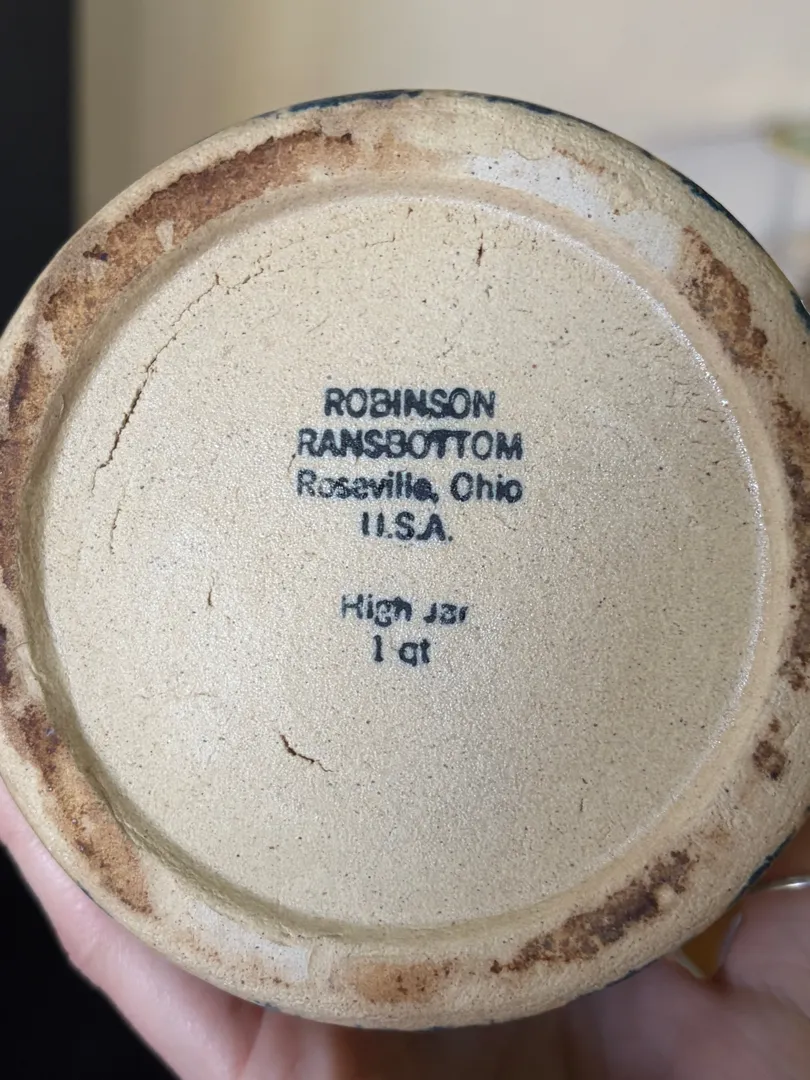 ROBINSON
RANSBOTTOM
Roseville, Ohio
U.S.A.
High Jar
1 qt